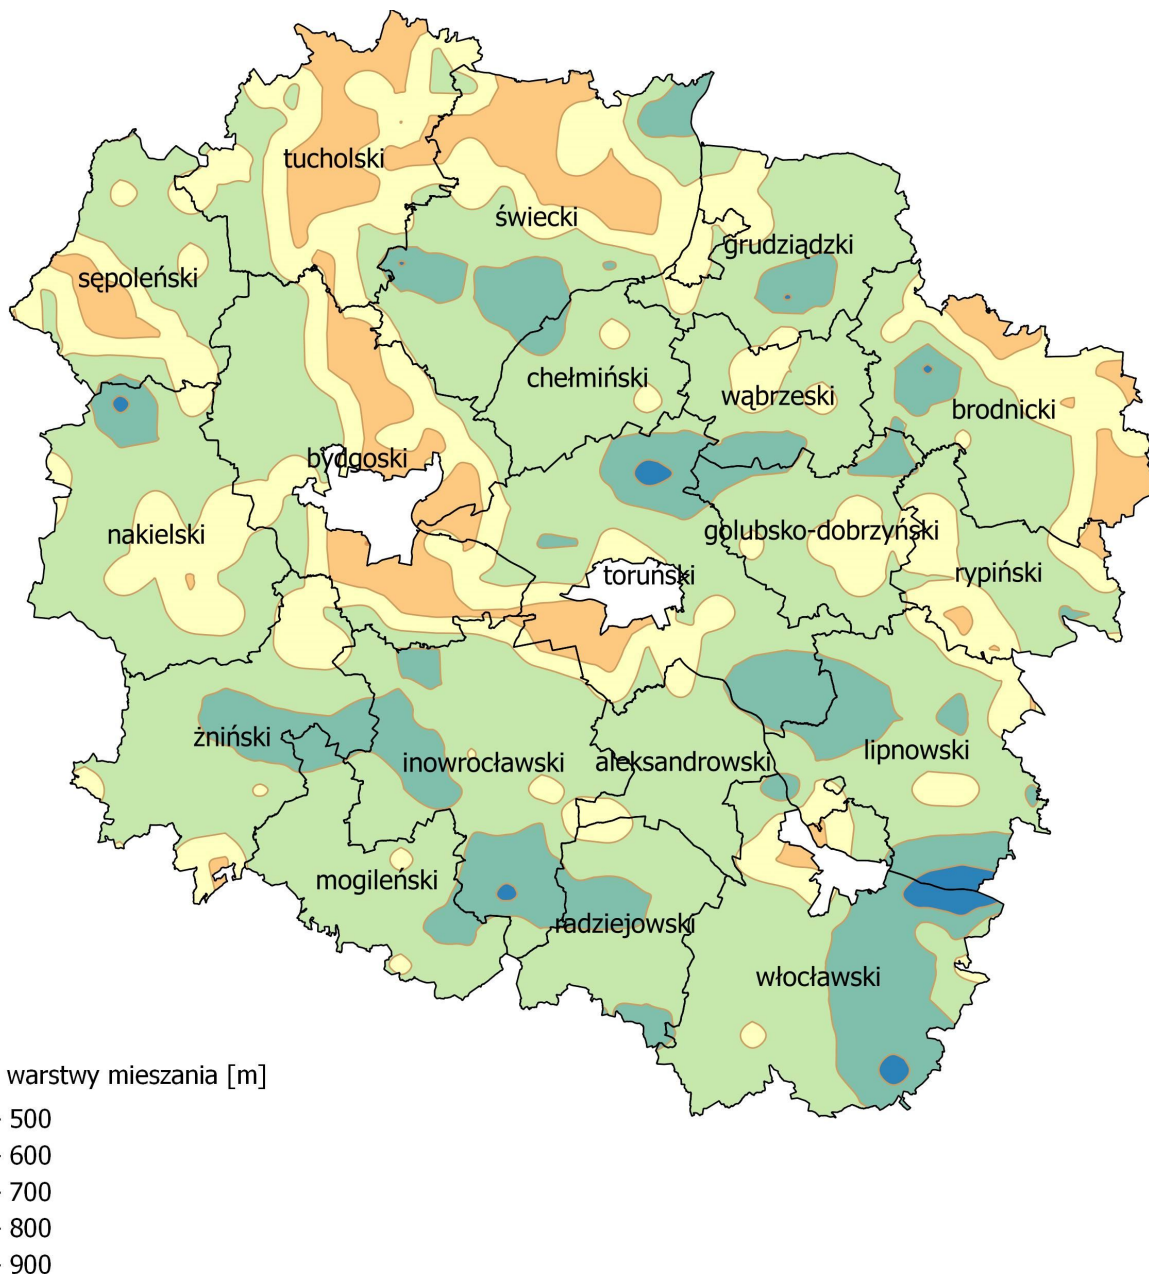 tucholski
świecki
grudziądzki
sępoleński
chełmiński
wąbrzeski
brodnicki
bydgoski
nakielski
golubsko-dobrzyński
toruński
rypiński
żniński
inowrocławski
aleksandrowski
lipnowski
mogileński
radziejowski
włocławski
warstwy mieszania [m]
- 500
- 600
- 700
- 800
- 900